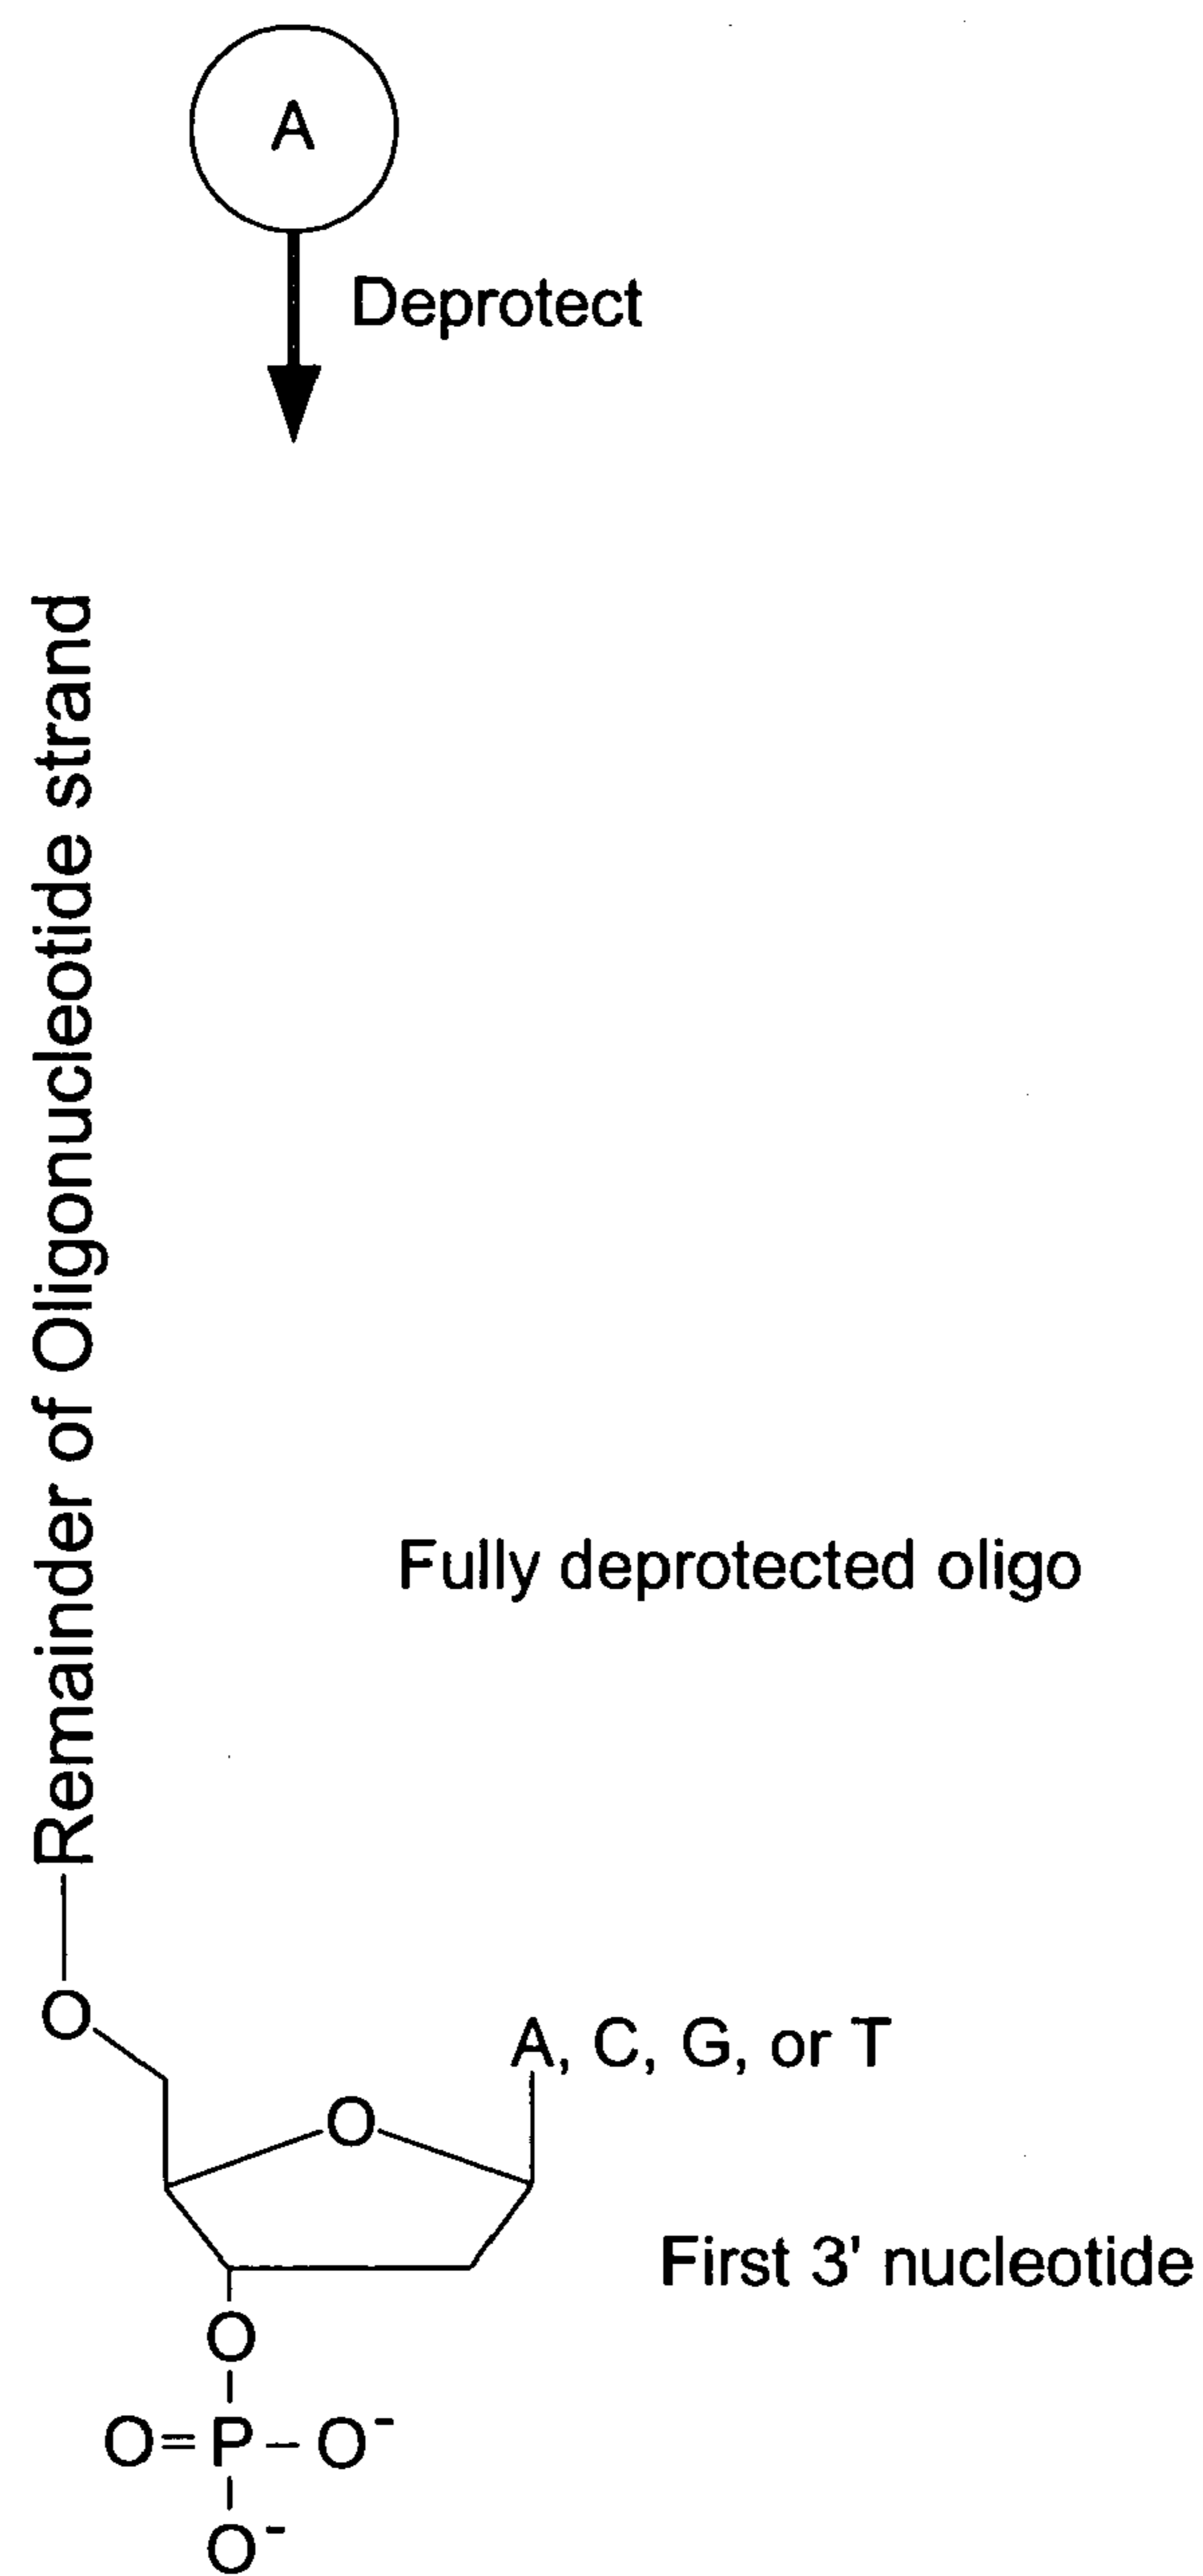 A
Deprotect
Remainder of Oligonucleotide strand
Fully deprotected oligo
O
A, C, G, or T
O
First 3' nucleotide
O
O=P–O⁻
O⁻